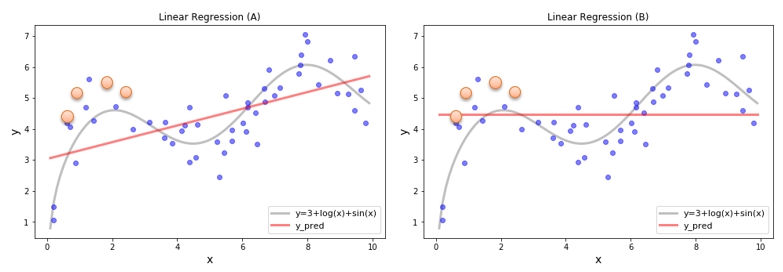 Linear Regression (A)
7
6
5
4
3
2
1
y
0
2
4
6
8
10
x
y=3+log(x)+sin(x)
y_pred
Linear Regression (B)
7
6
5
4
3
2
1
y
0
2
4
6
8
10
x
y=3+log(x)+sin(x)
y_pred